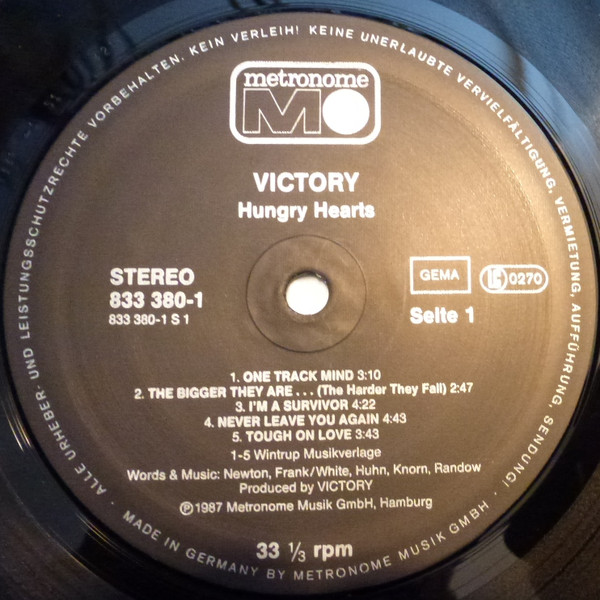 ALLE URHEBER- UND LEISTUNGSSCHUTZRECHTE VORBEHALTEN. KEIN VERLEIH! KEINE UNERLAUBTE VERVIELFÄLTIGUNG, VERMIETUNG, AUFFÜHRUNG, SENDUNG!
metronome
M
VICTORY
Hungry Hearts
STEREO
833 380-1
833 380-1 S 1
GEMA
LC 0270
Seite 1
1. ONE TRACK MIND 3:10
2. THE BIGGER THEY ARE... (The Harder They Fall) 2:47
3. I'M A SURVIVOR 4:22
4. NEVER LEAVE YOU AGAIN 4:43
5. TOUGH ON LOVE 3:43
1-5 Wintrup Musikverlage
Words & Music: Newton, Frank/White, Huhn, Knorn, Randow
Produced by VICTORY
℗1987 Metronome Musik GmbH, Hamburg
33 ⅓ rpm
· MADE IN GERMANY BY METRONOME MUSIK GMBH ·